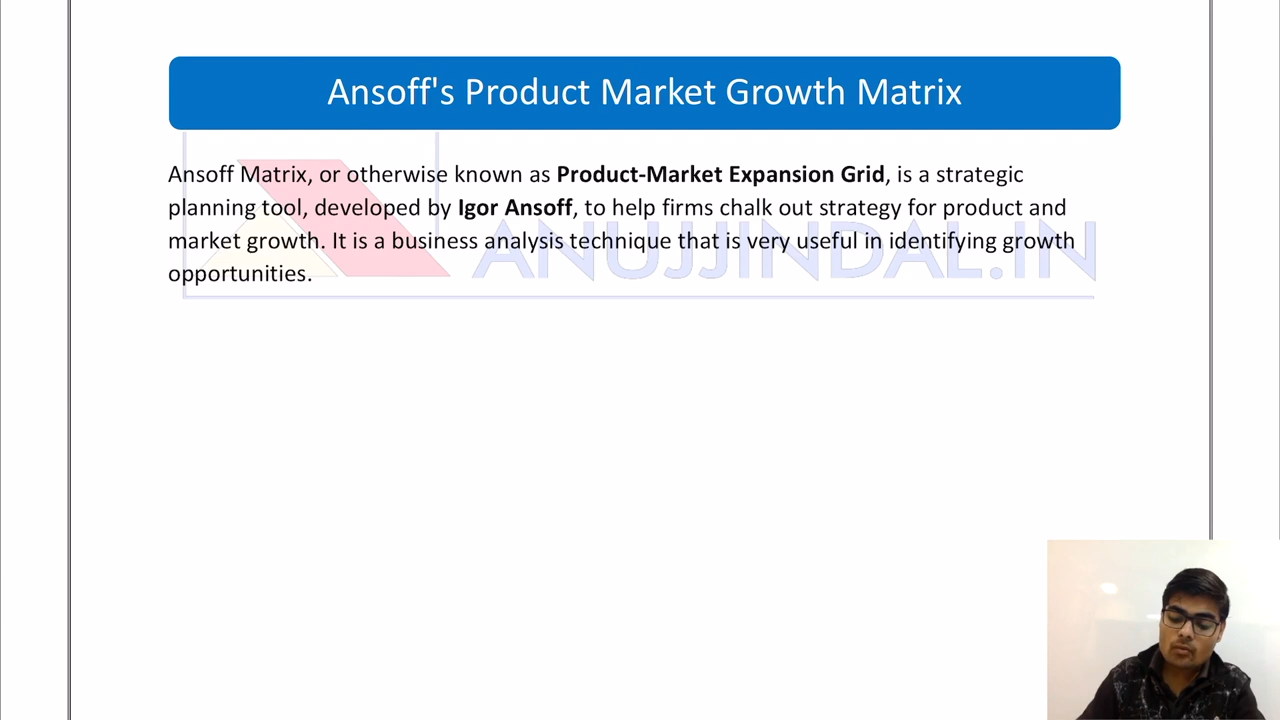 Ansoff's Product Market Growth Matrix
Ansoff Matrix, or otherwise known as Product-Market Expansion Grid, is a strategic
planning tool, developed by Igor Ansoff, to help firms chalk out strategy for product and
market growth. It is a business analysis technique that is very useful in identifying growth
opportunities.
ANUJJINDAL.IN